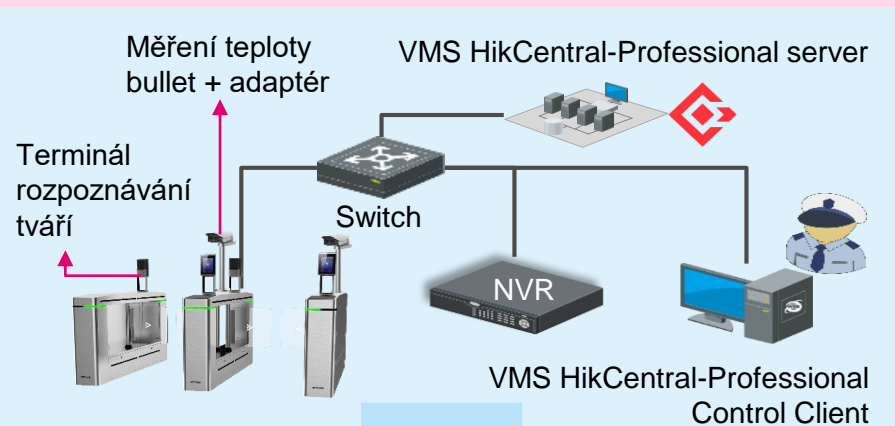 Měření teploty
bullet + adaptér
VMS HikCentral-Professional server
Terminál
rozpoznávání
tváří
Switch
NVR
VMS HikCentral-Professional
Control Client